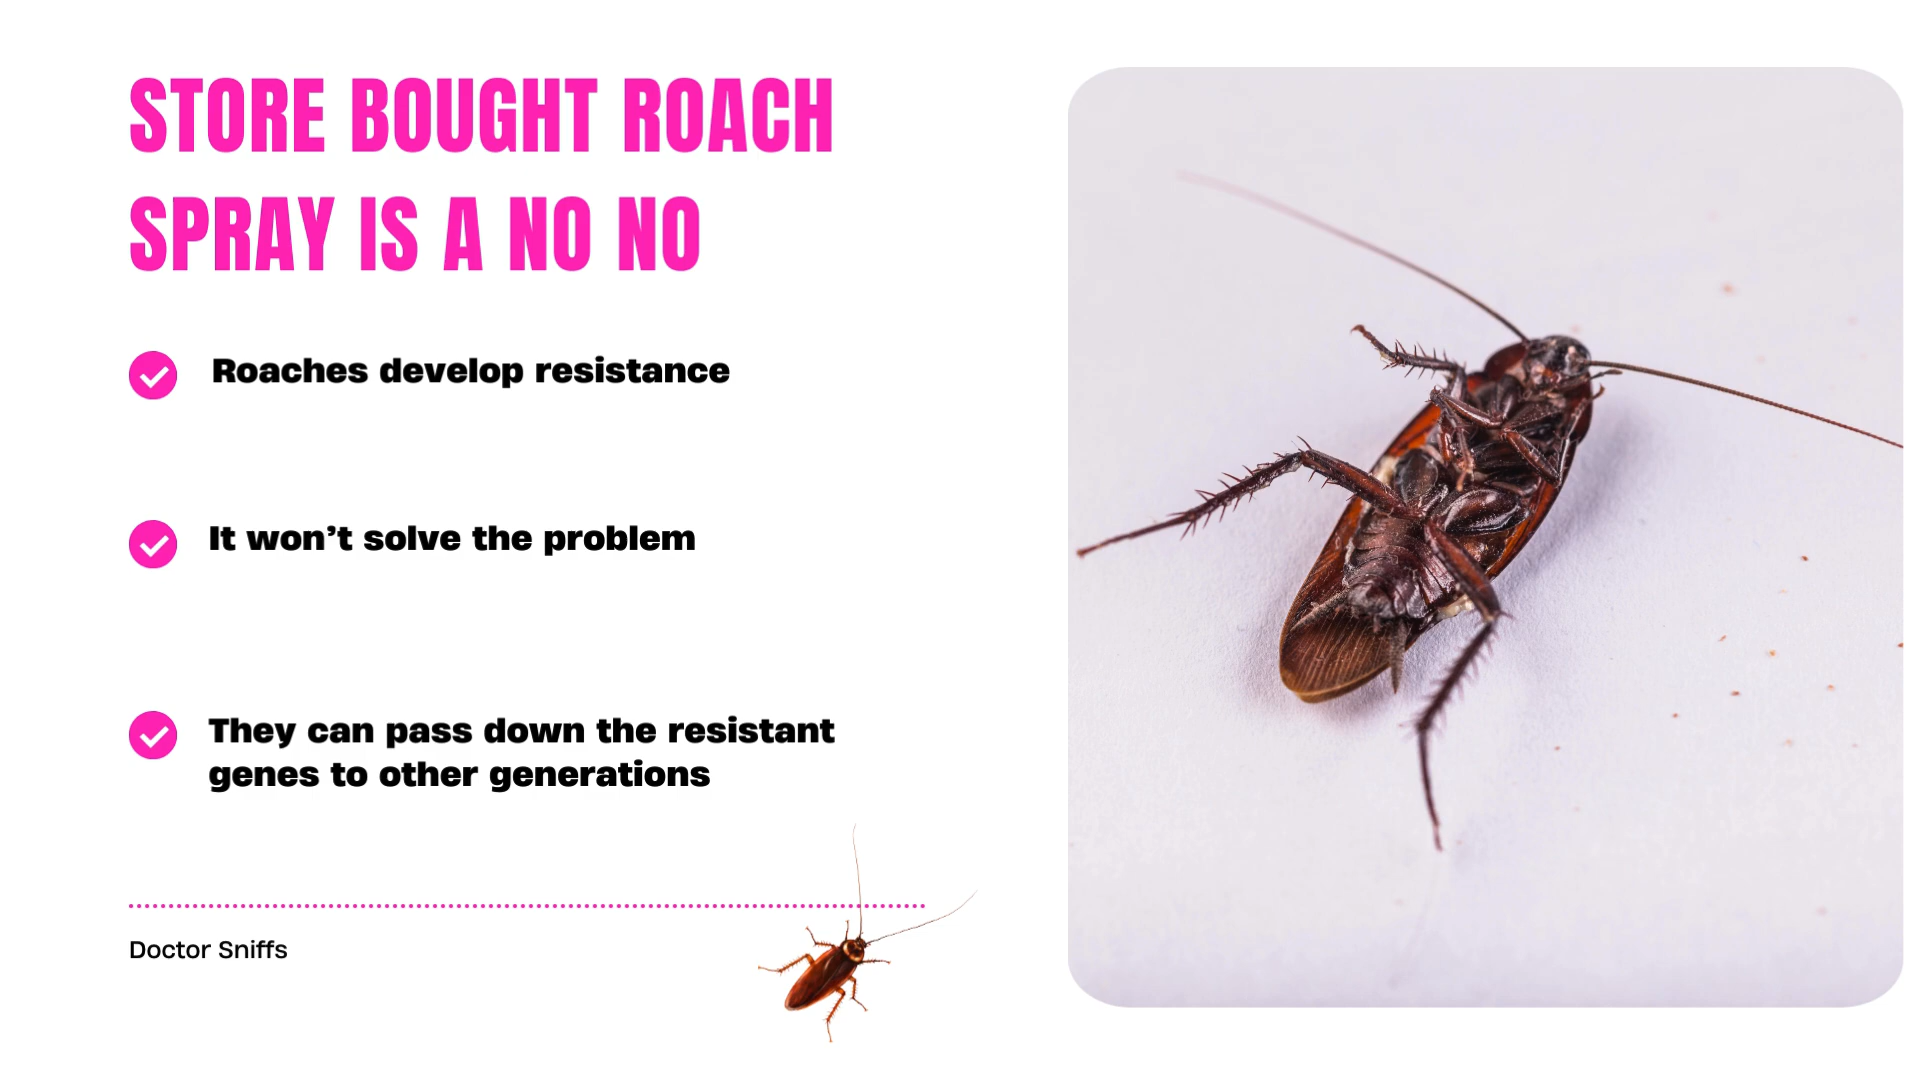 STORE BOUGHT ROACH
SPRAY IS A NO NO
Roaches develop resistance
It won’t solve the problem
They can pass down the resistant
genes to other generations
Doctor Sniffs